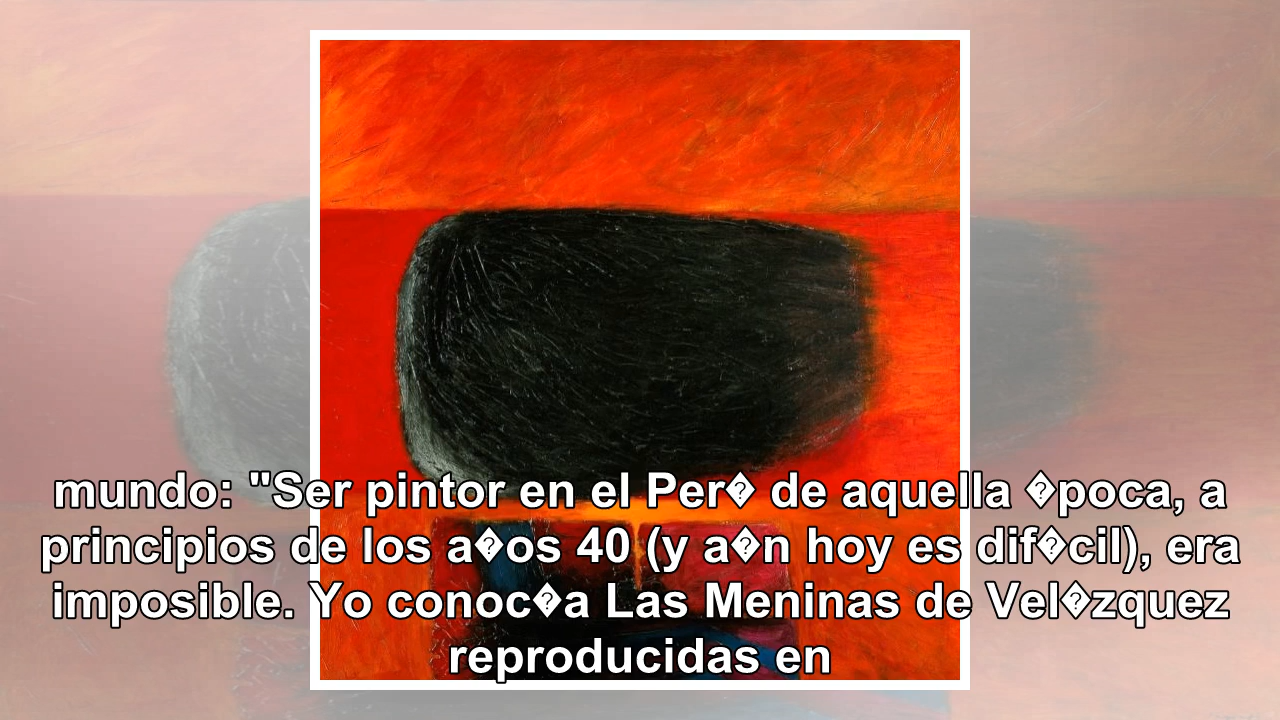 mundo: "Ser pintor en el Per� de aquella �poca, a
principios de los a�os 40 (y a�n hoy es dif�cil), era
imposible. Yo conoc�a Las Meninas de Vel�zquez
reproducidas en